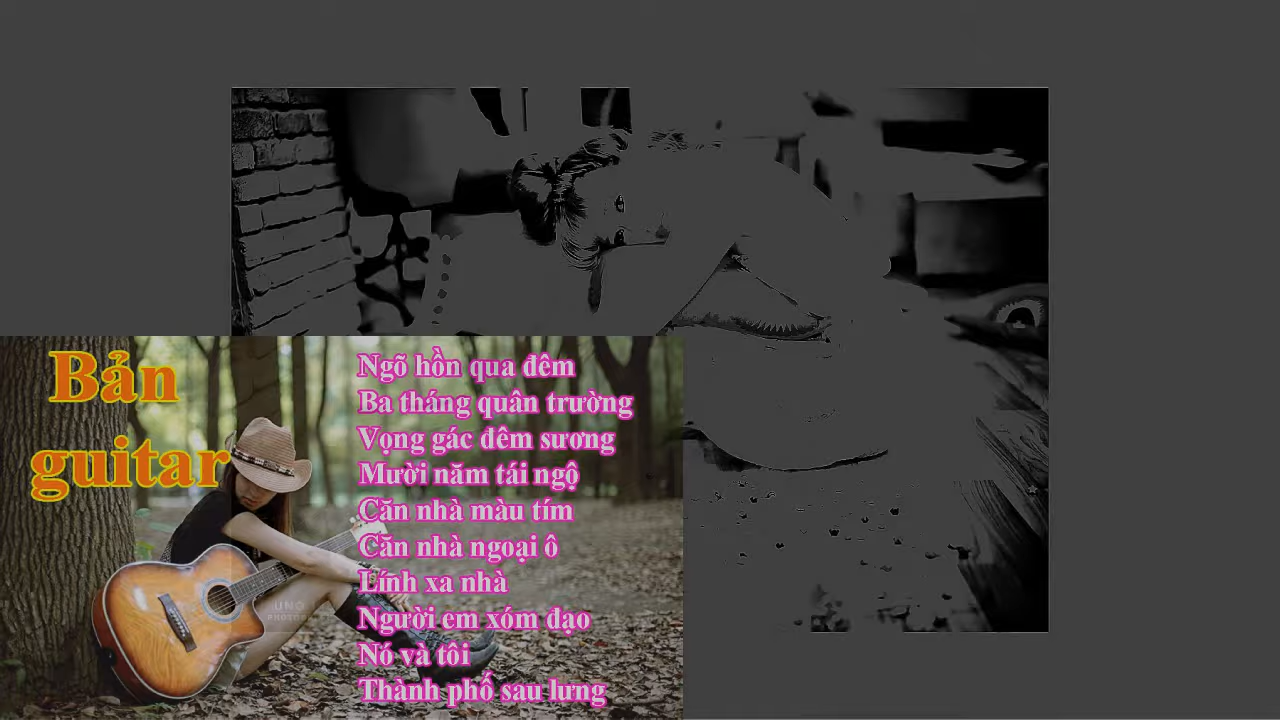 Bản
guitar
Ngõ hồn qua đêm
Ba tháng quân trường
Vọng gác đêm sương
Mười năm tái ngộ
Căn nhà màu tím
Căn nhà ngoại ô
Lính xa nhà
Người em xóm đạo
Nó và tôi
Thành phố sau lưng